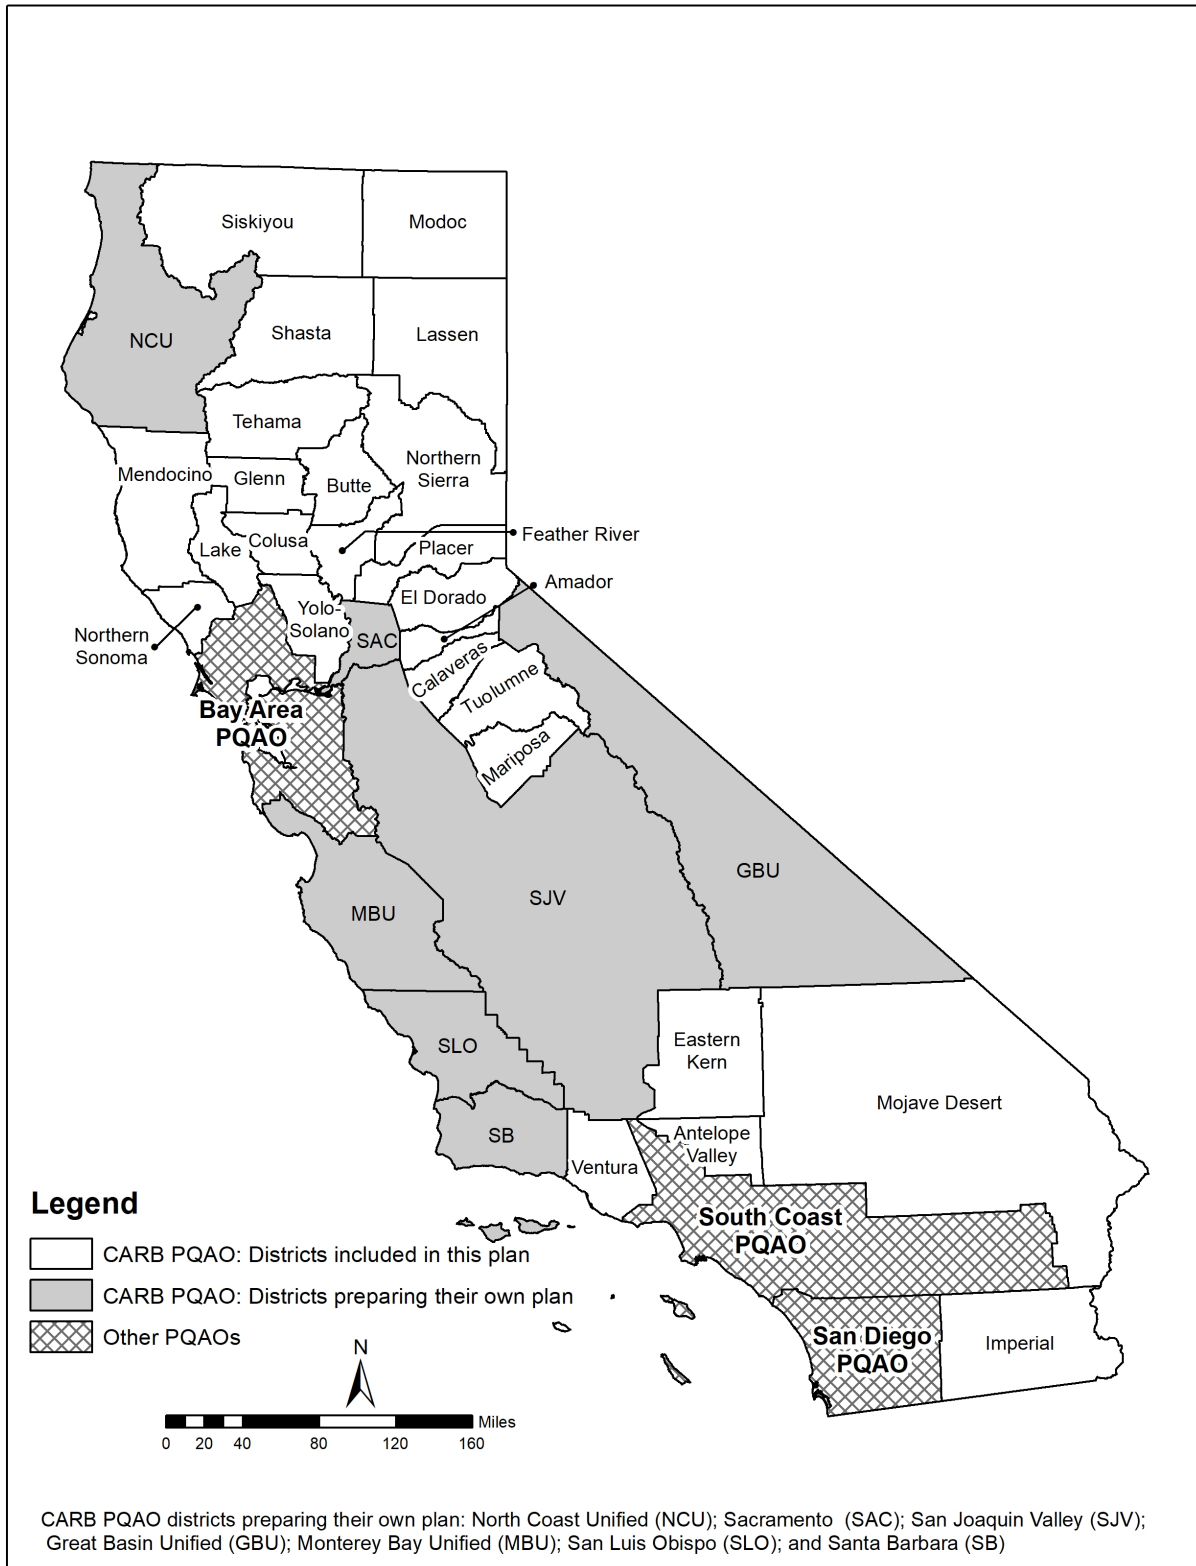 Siskiyou
Modoc
NCU
Shasta
Lassen
Tehama
Northern
Sierra
Mendocino
Glenn
Butte
Feather River
Lake
Colusa
Placer
Amador
El Dorado
Yolo-
Solano
SAC
Northern
Sonoma
Calaveras
Tuolumne
Bay Area
PQAO
Mariposa
GBU
SJV
MBU
SLO
Eastern
Kern
Mojave Desert
SB
Antelope
Valley
Ventura
South Coast
PQAO
San Diego
PQAO
Imperial
Legend
CARB PQAO: Districts included in this plan
CARB PQAO: Districts preparing their own plan
Other PQAOs
N
Miles
0 20 40 80 120 160
CARB PQAO districts preparing their own plan: North Coast Unified (NCU); Sacramento (SAC); San Joaquin Valley (SJV);
Great Basin Unified (GBU); Monterey Bay Unified (MBU); San Luis Obispo (SLO); and Santa Barbara (SB)